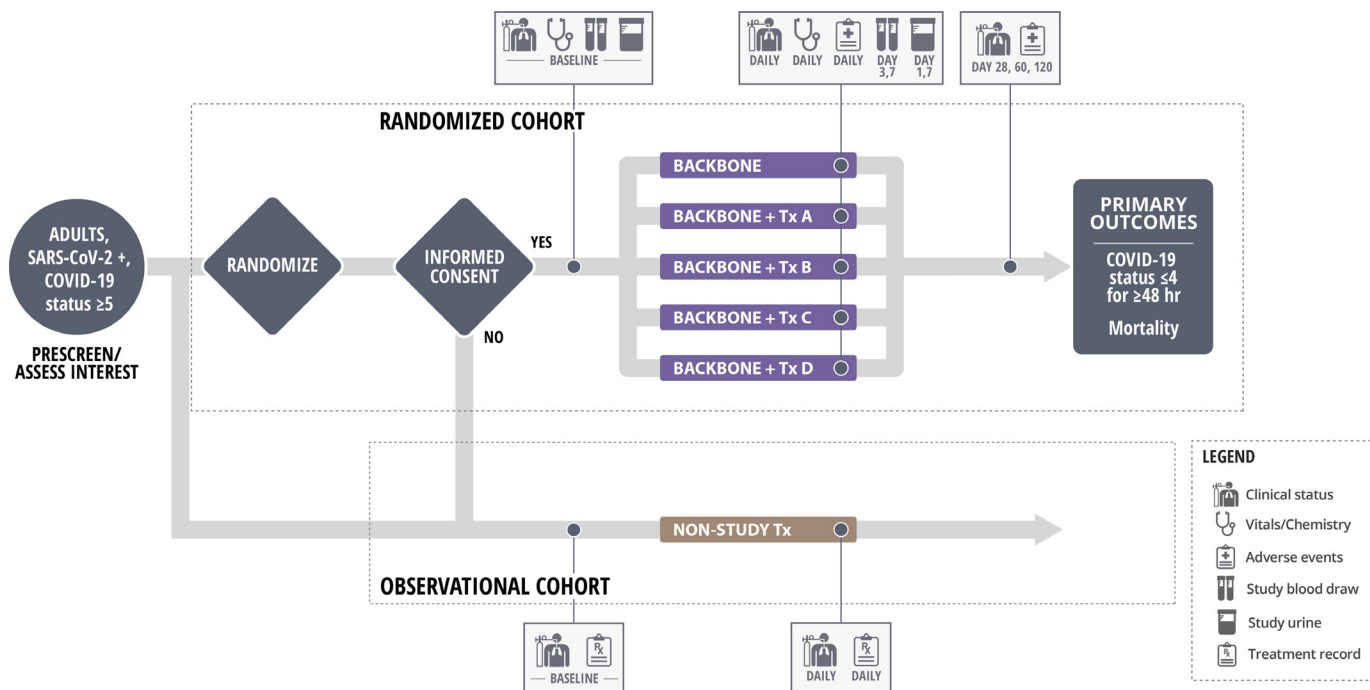 BASELINE
DAILY
DAILY
DAILY
DAY
3,7
DAY
1,7
DAY 28, 60, 120
RANDOMIZED COHORT
ADULTS,
SARS-CoV-2 +,
COVID-19
status ≥5
PRESCREEN/
ASSESS INTEREST
RANDOMIZE
INFORMED
CONSENT
YES
NO
BACKBONE
BACKBONE + Tx A
BACKBONE + Tx B
BACKBONE + Tx C
BACKBONE + Tx D
PRIMARY
OUTCOMES
COVID-19
status ≤4
for ≥48 hr
Mortality
NON-STUDY Tx
OBSERVATIONAL COHORT
Rx
BASELINE
Rx
DAILY
DAILY
LEGEND
Clinical status
Vitals/Chemistry
Adverse events
Study blood draw
Study urine
Rx
Treatment record